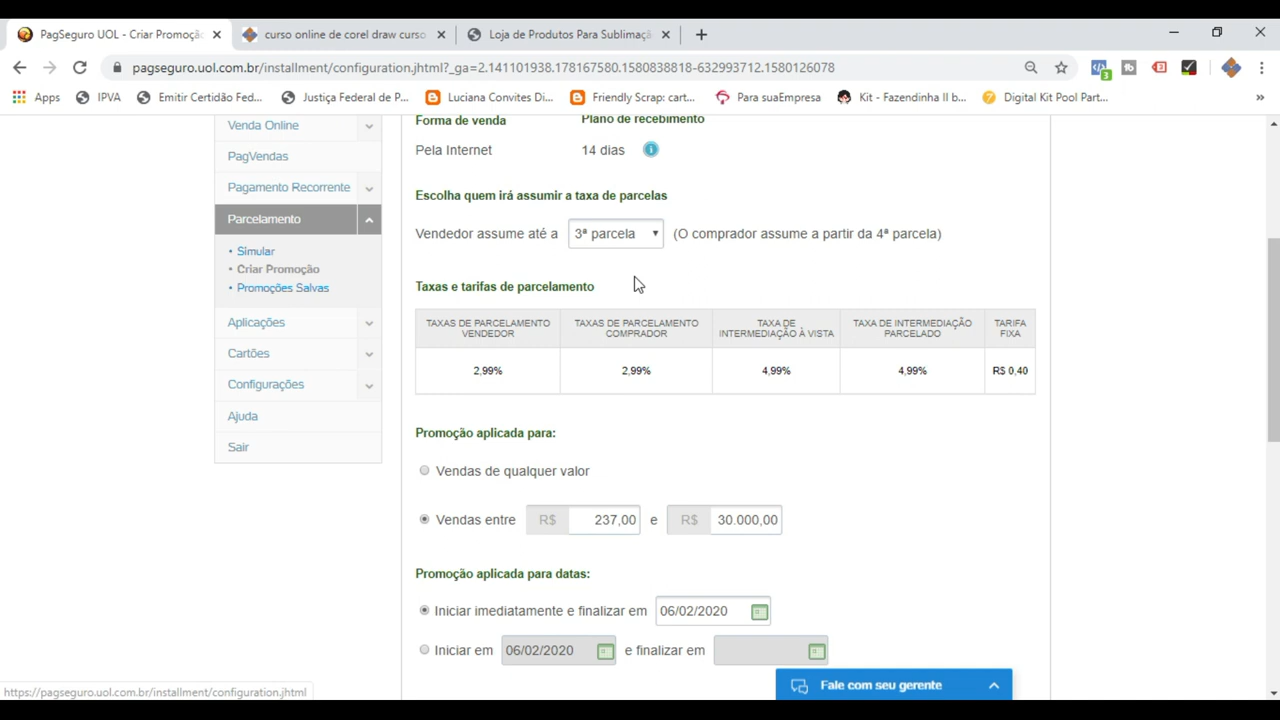 PagSeguro UOL - Criar Promoçã
curso online de corel draw curso
Loja de Produtos Para Sublimaçã
pagseguro.uol.com.br/installment/configuration.jhtml?_ga=2.141101938.178167580.1580838818-632993712.1580126078
3
Apps
IPVA
Emitir Certidão Fed...
Justiça Federal de P...
Luciana Convites Di...
Friendly Scrap: cart...
Para suaEmpresa
Kit - Fazendinha II b...
Digital Kit Pool Part...
»
Venda Online
PagVendas
Pagamento Recorrente
Parcelamento
• Simular
• Criar Promoção
• Promoções Salvas
Aplicações
Cartões
Configurações
Ajuda
Sair
Forma de venda
Plano de recebimento
Pela Internet
14 dias
Escolha quem irá assumir a taxa de parcelas
Vendedor assume até a 3ª parcela (O comprador assume a partir da 4ª parcela)
Taxas e tarifas de parcelamento
TAXAS DE PARCELAMENTO VENDEDOR
TAXAS DE PARCELAMENTO COMPRADOR
TAXA DE INTERMEDIAÇÃO À VISTA
TAXA DE INTERMEDIAÇÃO PARCELADO
TARIFA FIXA
2,99% 2,99% 4,99% 4,99% R$ 0,40
Promoção aplicada para:
Vendas de qualquer valor
Vendas entre R$ 237,00 e R$ 30.000,00
Promoção aplicada para datas:
Iniciar imediatamente e finalizar em 06/02/2020
Iniciar em 06/02/2020 e finalizar em
Fale com seu gerente
https://pagseguro.uol.com.br/installment/configuration.jhtml